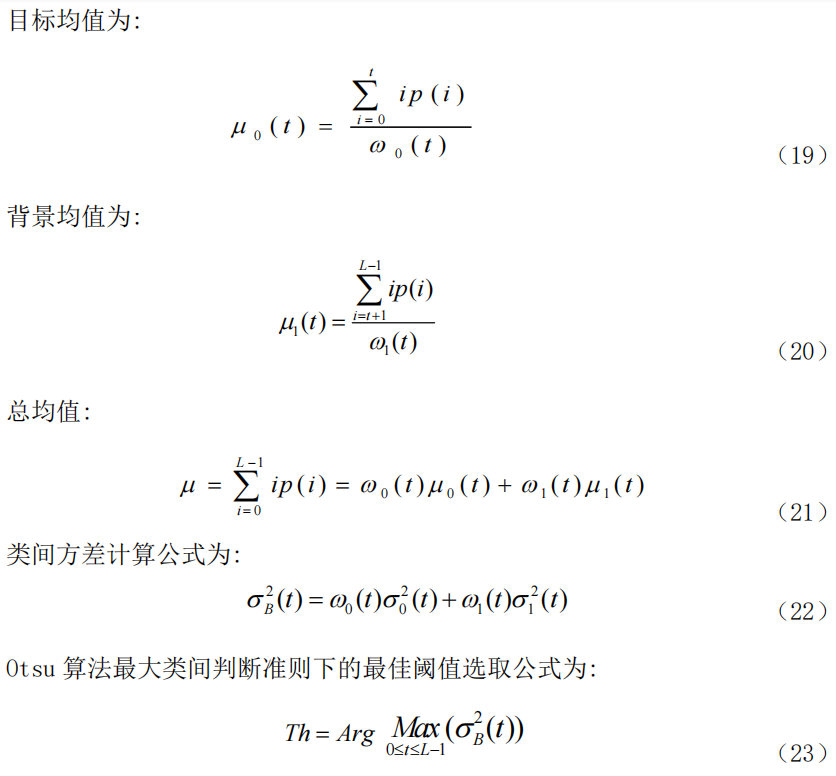 目标均值为:
$$\mu_0(t) = \frac{\sum_{i=0}^{t} ip(i)}{\omega_0(t)}$$ （19）
背景均值为:
$$\mu_1(t) = \frac{\sum_{i=t+1}^{L-1} ip(i)}{\omega_1(t)}$$ （20）
总均值:
$$\mu = \sum_{i=0}^{L-1} ip(i) = \omega_0(t)\mu_0(t) + \omega_1(t)\mu_1(t)$$ （21）
类间方差计算公式为:
$$\sigma_B^2(t) = \omega_0(t)\sigma_0^2(t) + \omega_1(t)\sigma_1^2(t)$$ （22）
Otsu 算法最大类间判断准则下的最佳阈值选取公式为:
$$Th = Arg \underset{0 \le t \le L-1}{Max}(\sigma_B^2(t))$$ （23）